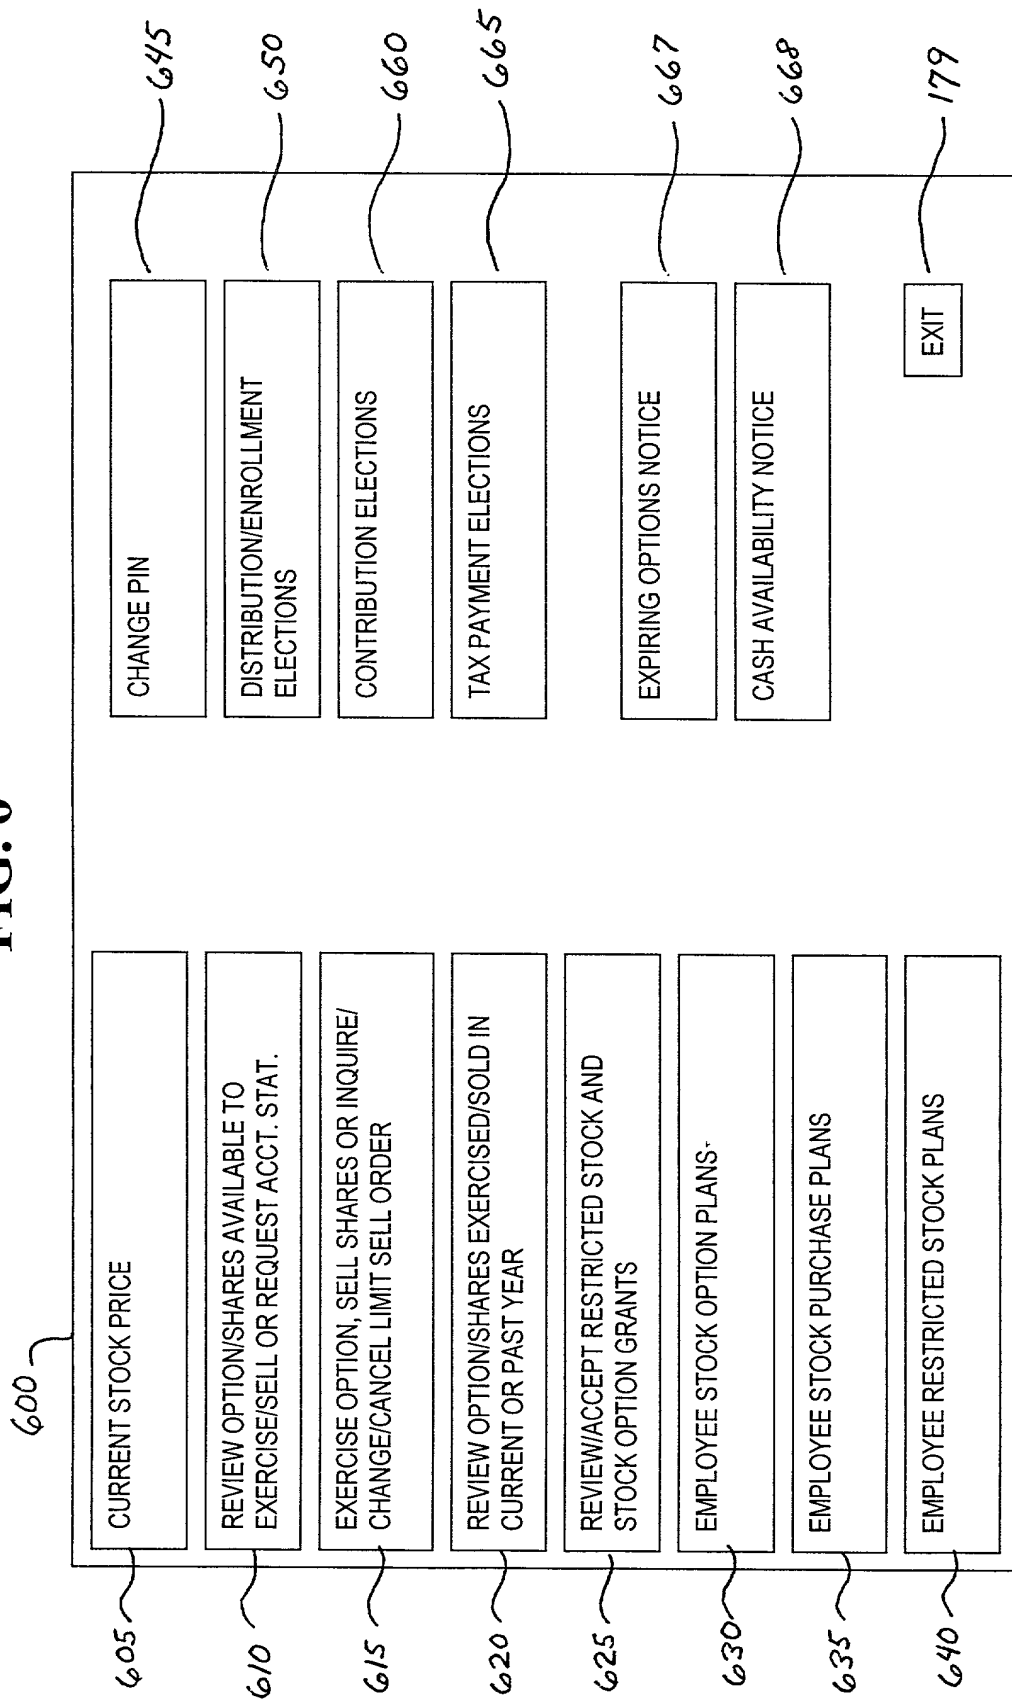 FIG. 6
600
605
CURRENT STOCK PRICE
610
REVIEW OPTION/SHARES AVAILABLE TO
EXERCISE/SELL OR REQUEST ACCT. STAT.
615
EXERCISE OPTION, SELL SHARES OR INQUIRE/
CHANGE/CANCEL LIMIT SELL ORDER
620
REVIEW OPTION/SHARES EXERCISED/SOLD IN
CURRENT OR PAST YEAR
625
REVIEW/ACCEPT RESTRICTED STOCK AND
STOCK OPTION GRANTS
630
EMPLOYEE STOCK OPTION PLANS
635
EMPLOYEE STOCK PURCHASE PLANS
640
EMPLOYEE RESTRICTED STOCK PLANS
CHANGE PIN
645
DISTRIBUTION/ENROLLMENT
ELECTIONS
650
CONTRIBUTION ELECTIONS
660
TAX PAYMENT ELECTIONS
665
EXPIRING OPTIONS NOTICE
667
CASH AVAILABILITY NOTICE
668
EXIT
179